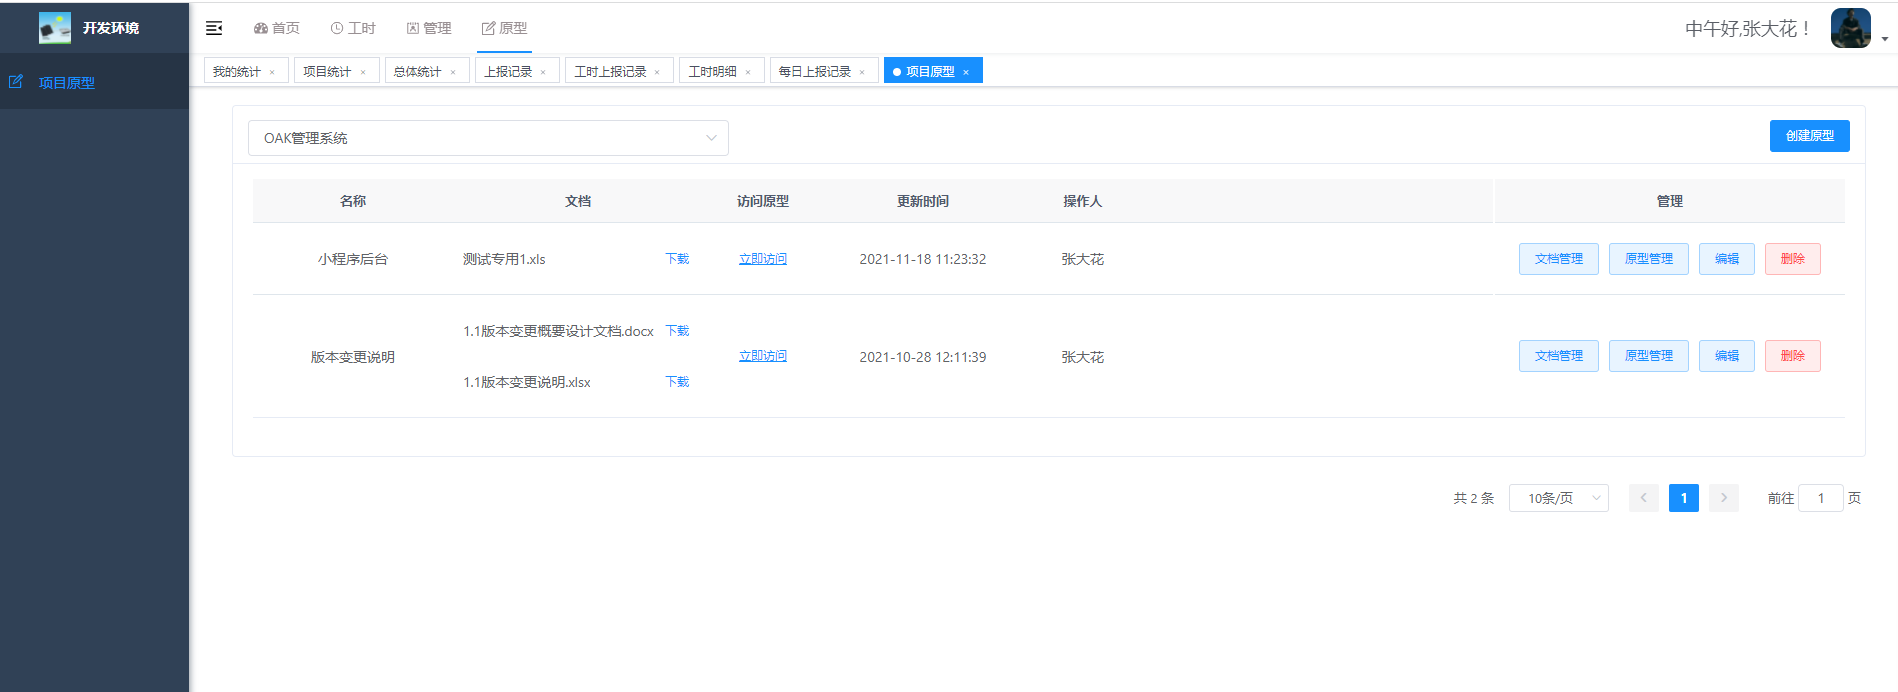 开发环境
首页 工时 管理 原型
中午好,张大花！
项目原型
我的统计 × 项目统计 × 总体统计 × 上报记录 × 工时上报记录 × 工时明细 × 每日上报记录 × 项目原型 ×
OAK管理系统
创建原型
名称 文档 访问原型 更新时间 操作人 管理
小程序后台 测试专用1.xls 下载 立即访问 2021-11-18 11:23:32 张大花 文档管理 原型管理 编辑 删除
1.1版本变更概要设计文档.docx 下载
版本变更说明 立即访问 2021-10-28 12:11:39 张大花 文档管理 原型管理 编辑 删除
1.1版本变更说明.xlsx 下载
共 2 条 10条/页 1 前往 1 页